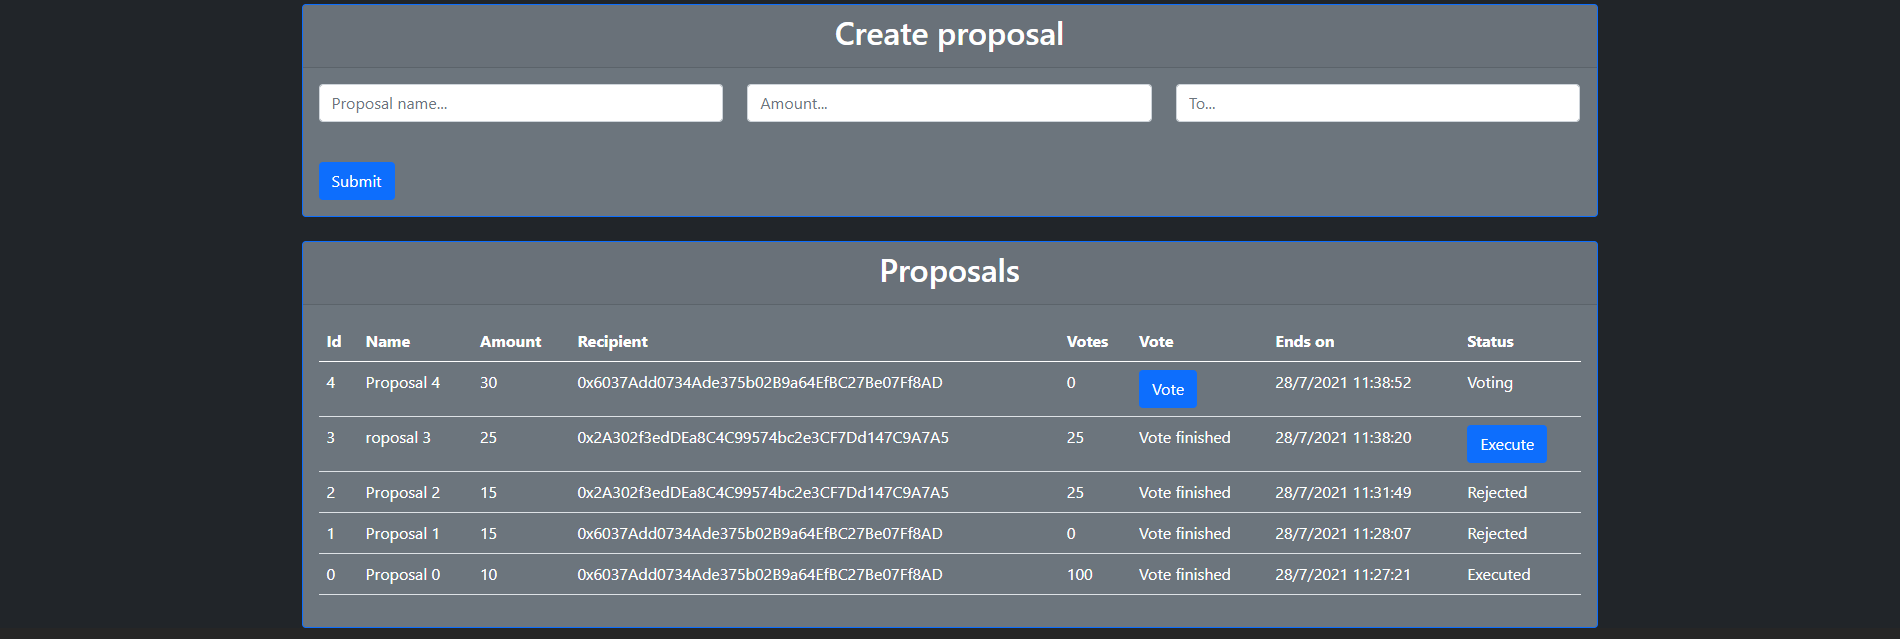 Create proposal
Proposal name... Amount... To...
Submit
Proposals
Id Name Amount Recipient Votes Vote Ends on Status
4 Proposal 4 30 0x6037Add0734Ade375b02B9a64EfBC27Be07Ff8AD 0 Vote 28/7/2021 11:38:52 Voting
3 roposal 3 25 0x2A302f3edDEa8C4C99574bc2e3CF7Dd147C9A7A5 25 Vote finished 28/7/2021 11:38:20 Execute
2 Proposal 2 15 0x2A302f3edDEa8C4C99574bc2e3CF7Dd147C9A7A5 25 Vote finished 28/7/2021 11:31:49 Rejected
1 Proposal 1 15 0x6037Add0734Ade375b02B9a64EfBC27Be07Ff8AD 0 Vote finished 28/7/2021 11:28:07 Rejected
0 Proposal 0 10 0x6037Add0734Ade375b02B9a64EfBC27Be07Ff8AD 100 Vote finished 28/7/2021 11:27:21 Executed